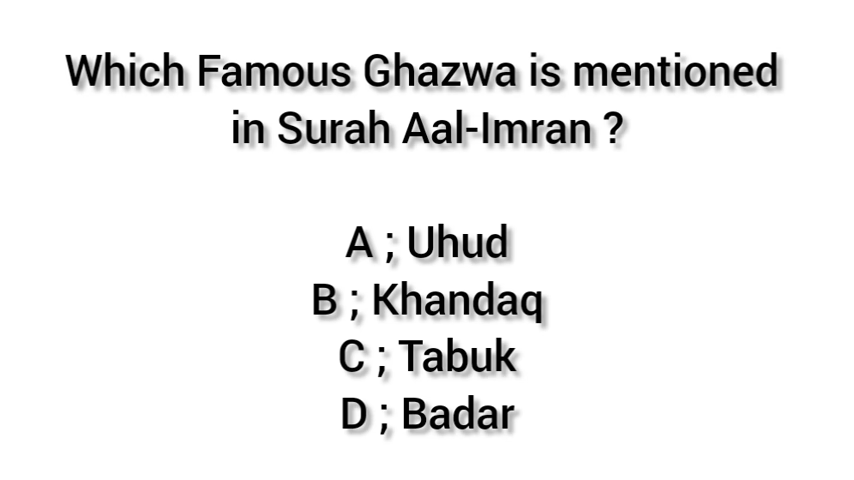 Which Famous Ghazwa is mentioned
in Surah Aal-Imran ?
A ; Uhud
B ; Khandaq
C ; Tabuk
D ; Badar